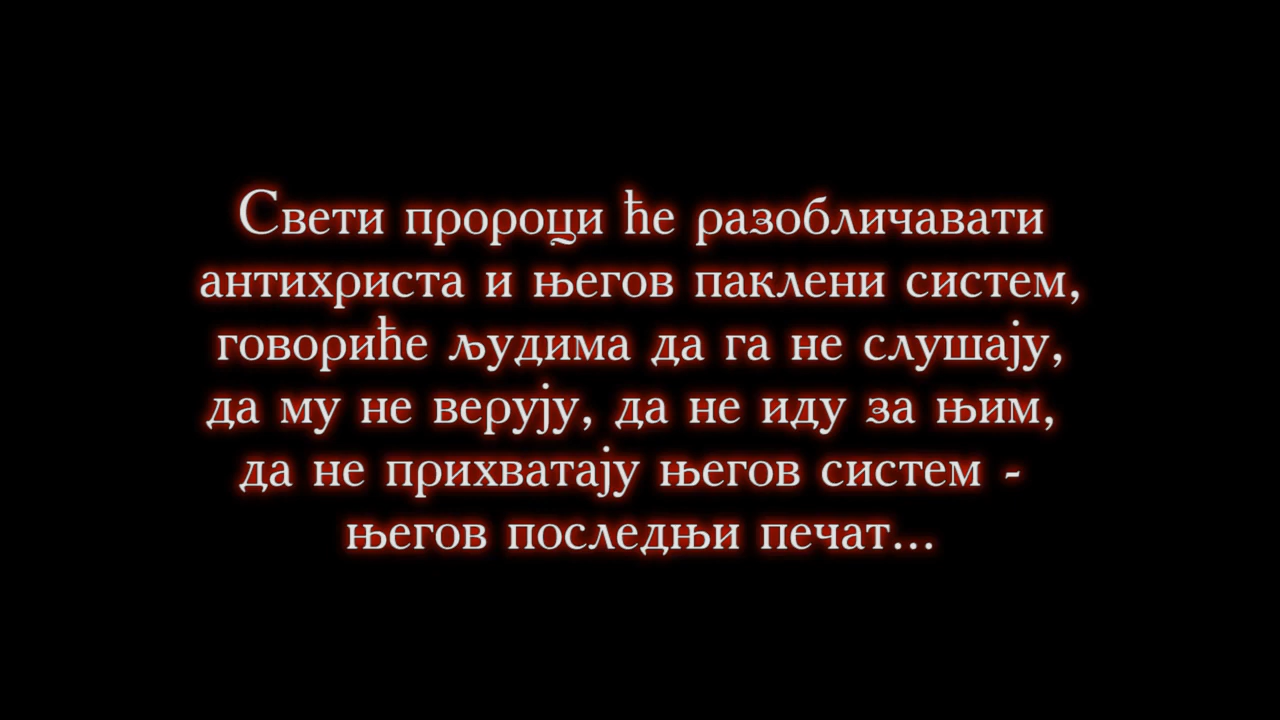 Свети пророци ће разобличавати
антихриста и његов паклени систем,
говориће људима да га не слушају,
да му не верују, да не иду за њим,
да не прихватају његов систем -
његов последњи печат...